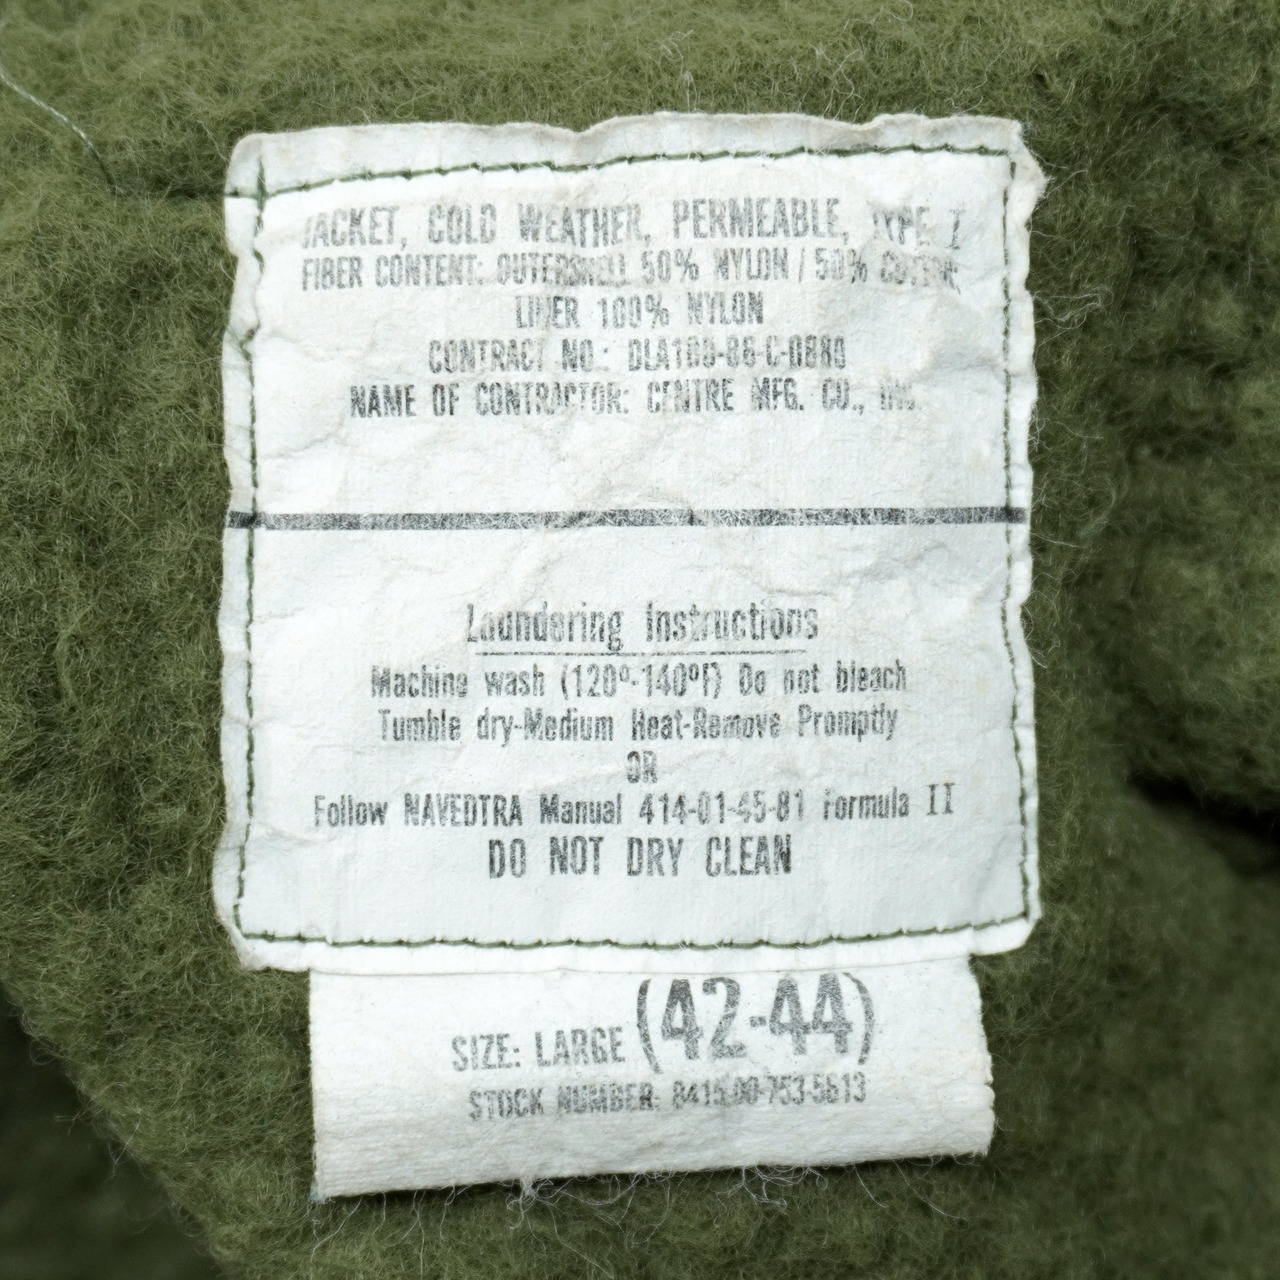 JACKET, COLD WEATHER, PERMEABLE, TYPE I
FIBER CONTENT: OUTERSHELL 50% NYLON / 50% COTTON
LINER 100% NYLON
CONTRACT NO.: DLA100-86-C-0880
NAME OF CONTRACTOR: CENTRE MFG. CO., INC.
Laundering Instructions
Machine wash (120º-140ºF) Do not bleach
Tumble dry-Medium Heat-Remove Promptly
OR
Follow NAVEDTRA Manual 414-01-45-81 Formula II
DO NOT DRY CLEAN
SIZE: LARGE (42-44)
STOCK NUMBER: 8415-00-753-5613